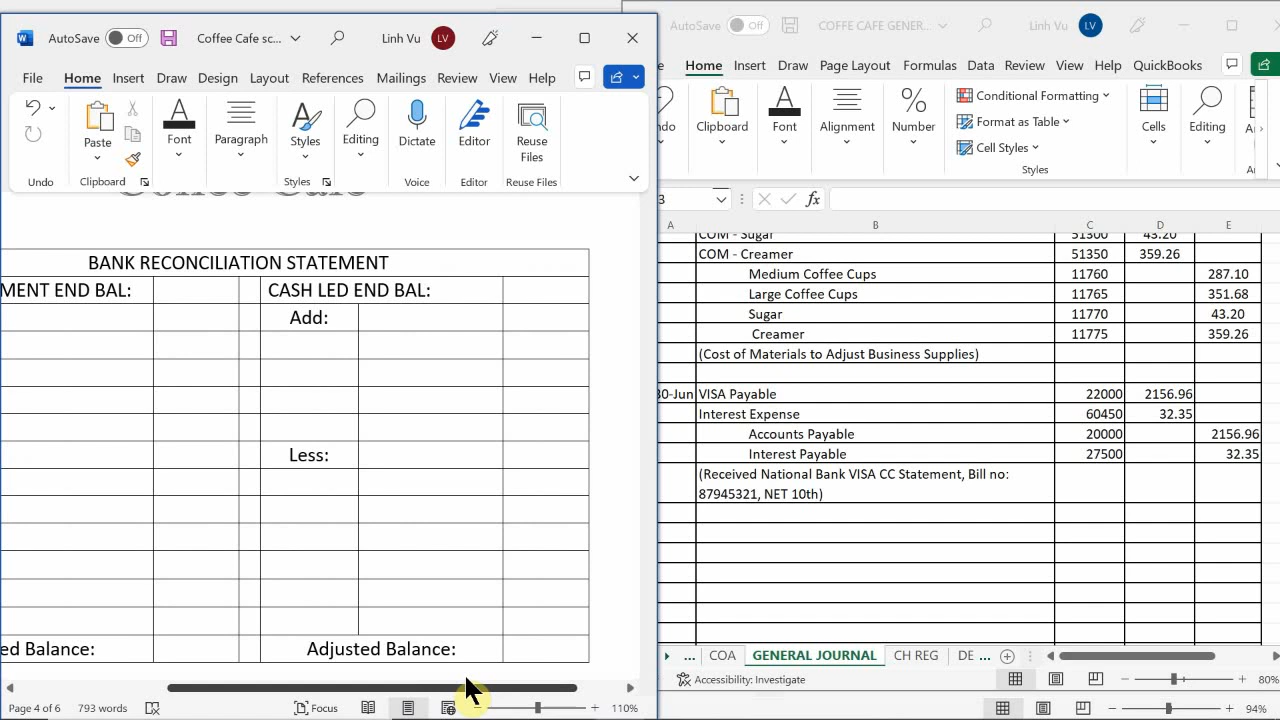 AutoSave Off Coffee Cafe sc... Linh Vu LV
File Home Insert Draw Design Layout References Mailings Review View Help
Paste Font Paragraph Styles Editing Dictate Editor Reuse Files
Undo Clipboard Styles Voice Editor Reuse Files
BANK RECONCILIATION STATEMENT
MENT END BAL: CASH LED END BAL:
Add:
Less:
ed Balance: Adjusted Balance:
Page 4 of 6 793 words Focus 110%
AutoSave Off COFFE CAFE GENER... Linh Vu LV
e Home Insert Draw Page Layout Formulas Data Review View Help QuickBooks
ndo Clipboard Font Alignment Number Conditional Formatting Format as Table Cell Styles Cells Editing
Styles
3 fx
A B C D E
COM - Sugar 51300 43.20
COM - Creamer 51350 359.26
Medium Coffee Cups 11760 287.10
Large Coffee Cups 11765 351.68
Sugar 11770 43.20
Creamer 11775 359.26
(Cost of Materials to Adjust Business Supplies)
30-Jun VISA Payable 22000 2156.96
Interest Expense 60450 32.35
Accounts Payable 20000 2156.96
Interest Payable 27500 32.35
(Received National Bank VISA CC Statement, Bill no:
87945321, NET 10th)
... COA GENERAL JOURNAL CH REG DE ...
Accessibility: Investigate 80%
94%